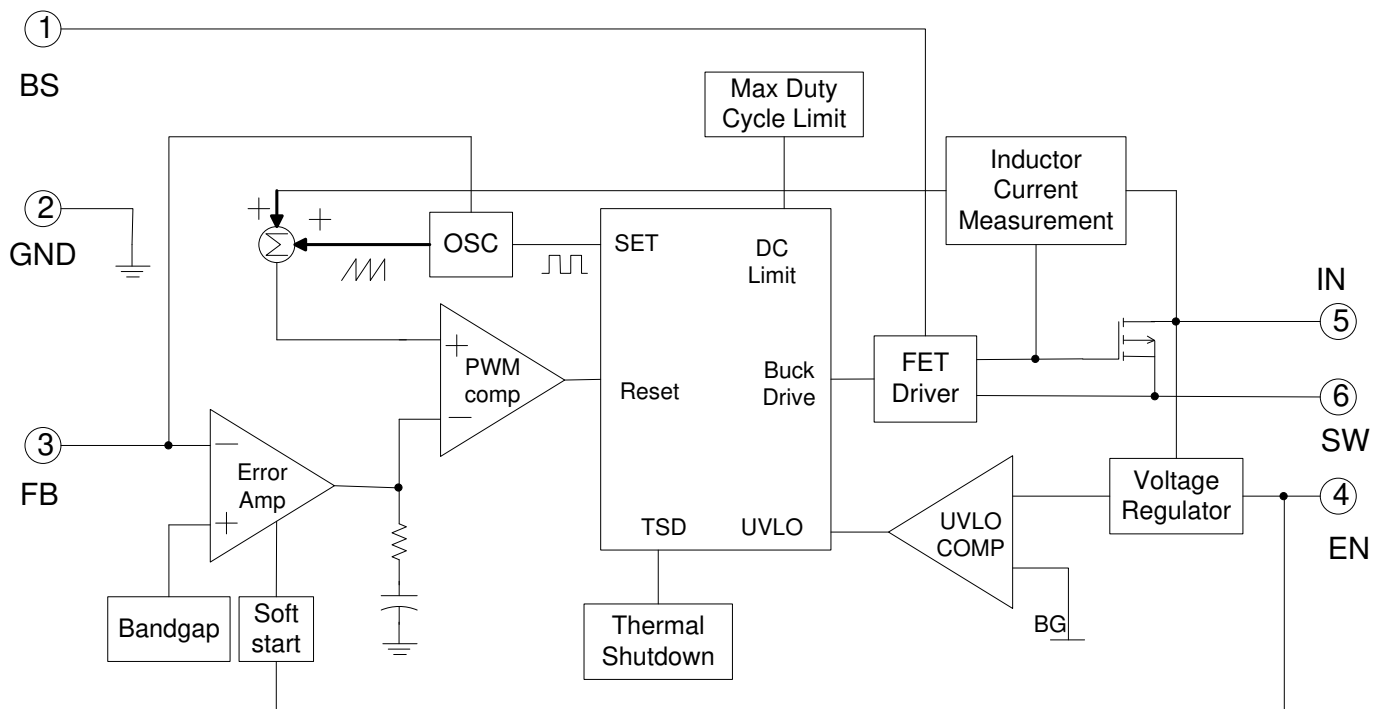 1
BS
Max Duty
Cycle Limit
Inductor
Current
Measurement
2
GND
+
+
Σ
OSC
SET
DC
Limit
IN
5
+
PWM
comp
−
Reset
Buck
Drive
FET
Driver
6
SW
3
FB
−
Error
Amp
+
Voltage
Regulator
4
EN
TSD
UVLO
UVLO
COMP
Bandgap
Soft
start
Thermal
Shutdown
BG